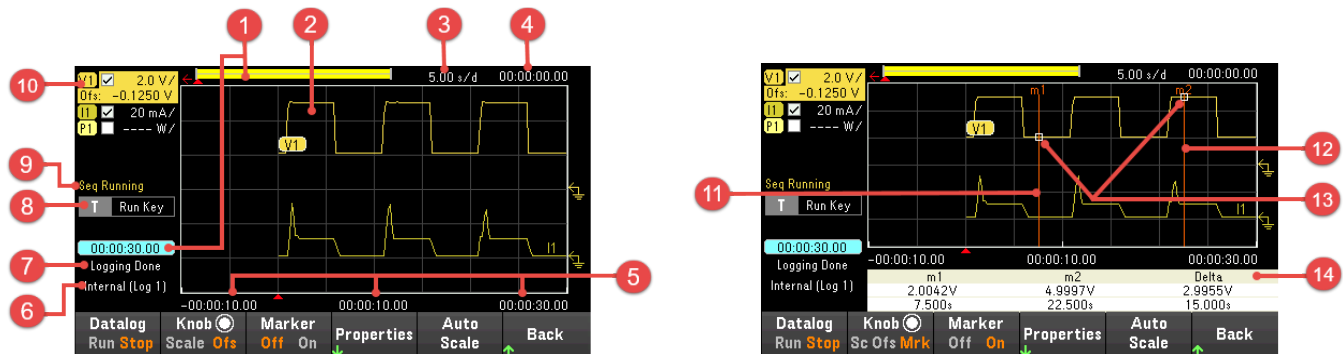 1
2
3
4
10
V1 2.0 V/
Ofs: -0.1250 V
I1 20 mA/
P1 ---- W/
5.00 s/d 00:00:00.00
V1
9
Seq Running
8
T Run Key
00:00:30.00
7
Logging Done
6
Internal (Log 1)
I1
5
-00:00:10.00 00:00:10.00 00:00:30.00
Datalog
Run Stop
Knob
Scale Ofs
Marker
Off On
Properties
Auto
Scale
Back
V1 2.0 V/
Ofs: -0.1250 V
I1 20 mA/
P1 ---- W/
5.00 s/d 00:00:00.00
m1 m2
V1
12
Seq Running
11
13
T Run Key
I1
00:00:30.00
Logging Done
Internal (Log 1)
-00:00:10.00 00:00:10.00 00:00:30.00
14
m1 m2 Delta
2.0042V 4.9997V 2.9955V
7.500s 22.500s 15.000s
Datalog
Run Stop
Knob
Sc Ofs Mrk
Marker
Off On
Properties
Auto
Scale
Back